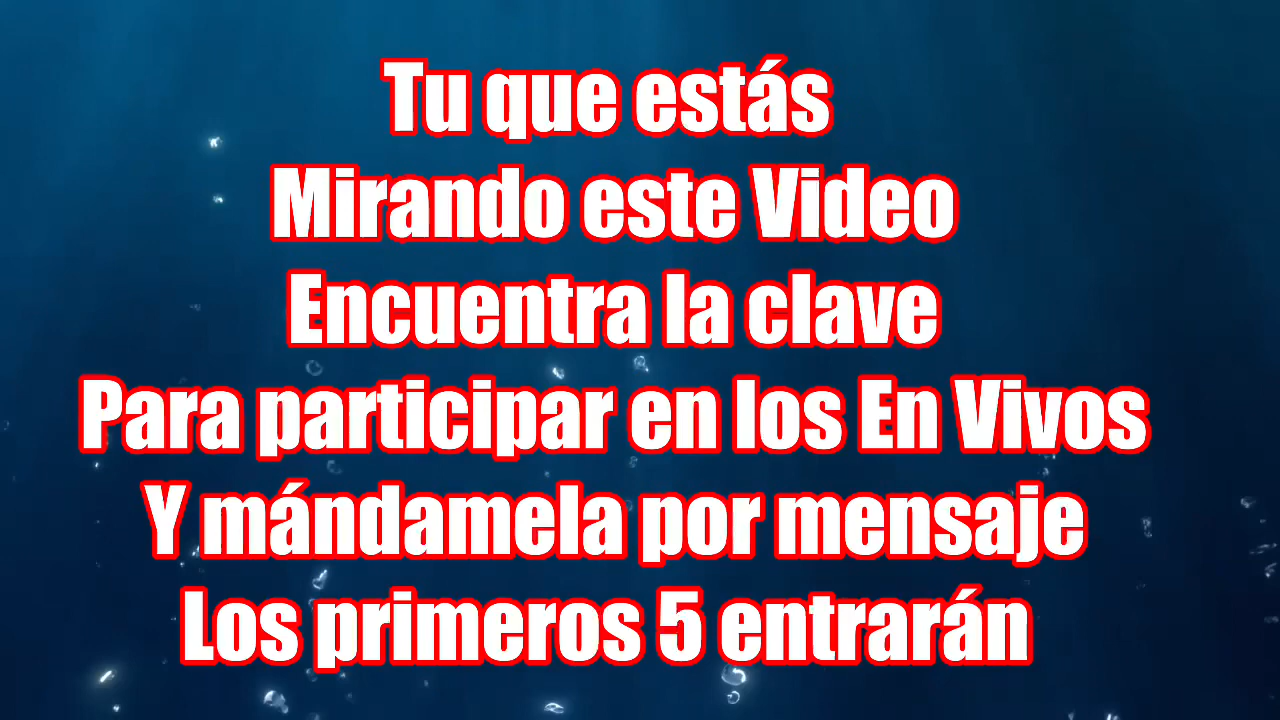 Tu que estás
Mirando este Video
Encuentra la clave
Para participar en los En Vivos
Y mándamela por mensaje
Los primeros 5 entrarán